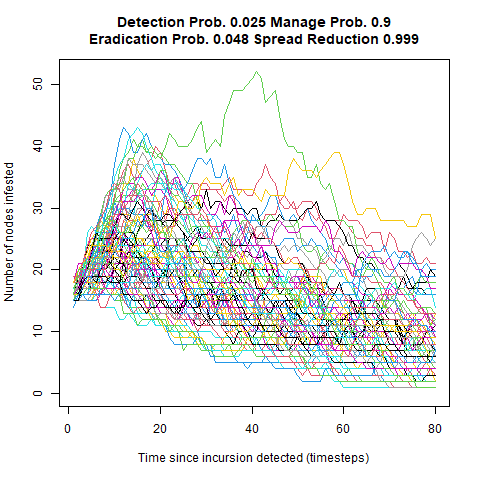 Detection Prob. 0.025 Manage Prob. 0.9
Eradication Prob. 0.048 Spread Reduction 0.999
Number of nodes infested
50
40
30
20
10
0
0 20 40 60 80
Time since incursion detected (timesteps)